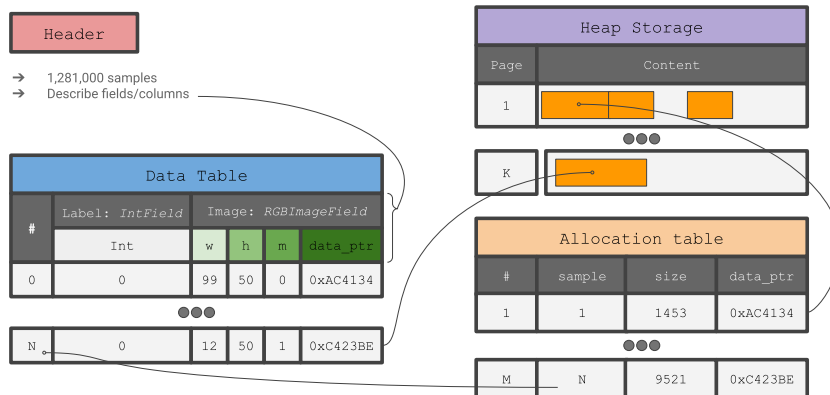 Header
➔ 1,281,000 samples
➔ Describe fields/columns
Data Table
# Label: IntField Image: RGBImageField
Int w h m data_ptr
0 0 99 50 0 0xAC4134
N 0 12 50 1 0xC423BE
Heap Storage
Page Content
1
K
Allocation table
# sample size data_ptr
1 1 1453 0xAC4134
M N 9521 0xC423BE